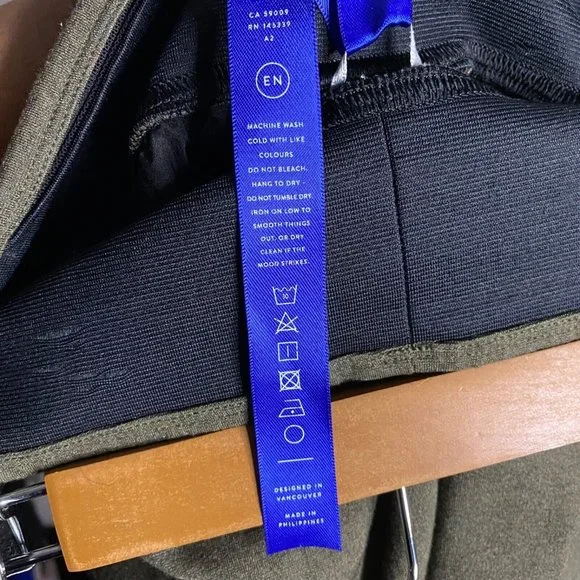 CA 59009
RN 145339
A2
EN
MACHINE WASH
COLD WITH LIKE
COLOURS
DO NOT BLEACH.
HANG TO DRY -
DO NOT TUMBLE DRY.
IRON ON LOW TO
SMOOTH THINGS
OUT. OR DRY
CLEAN IF THE
MOOD STRIKES.
DESIGNED IN
VANCOUVER
MADE IN
PHILIPPINES